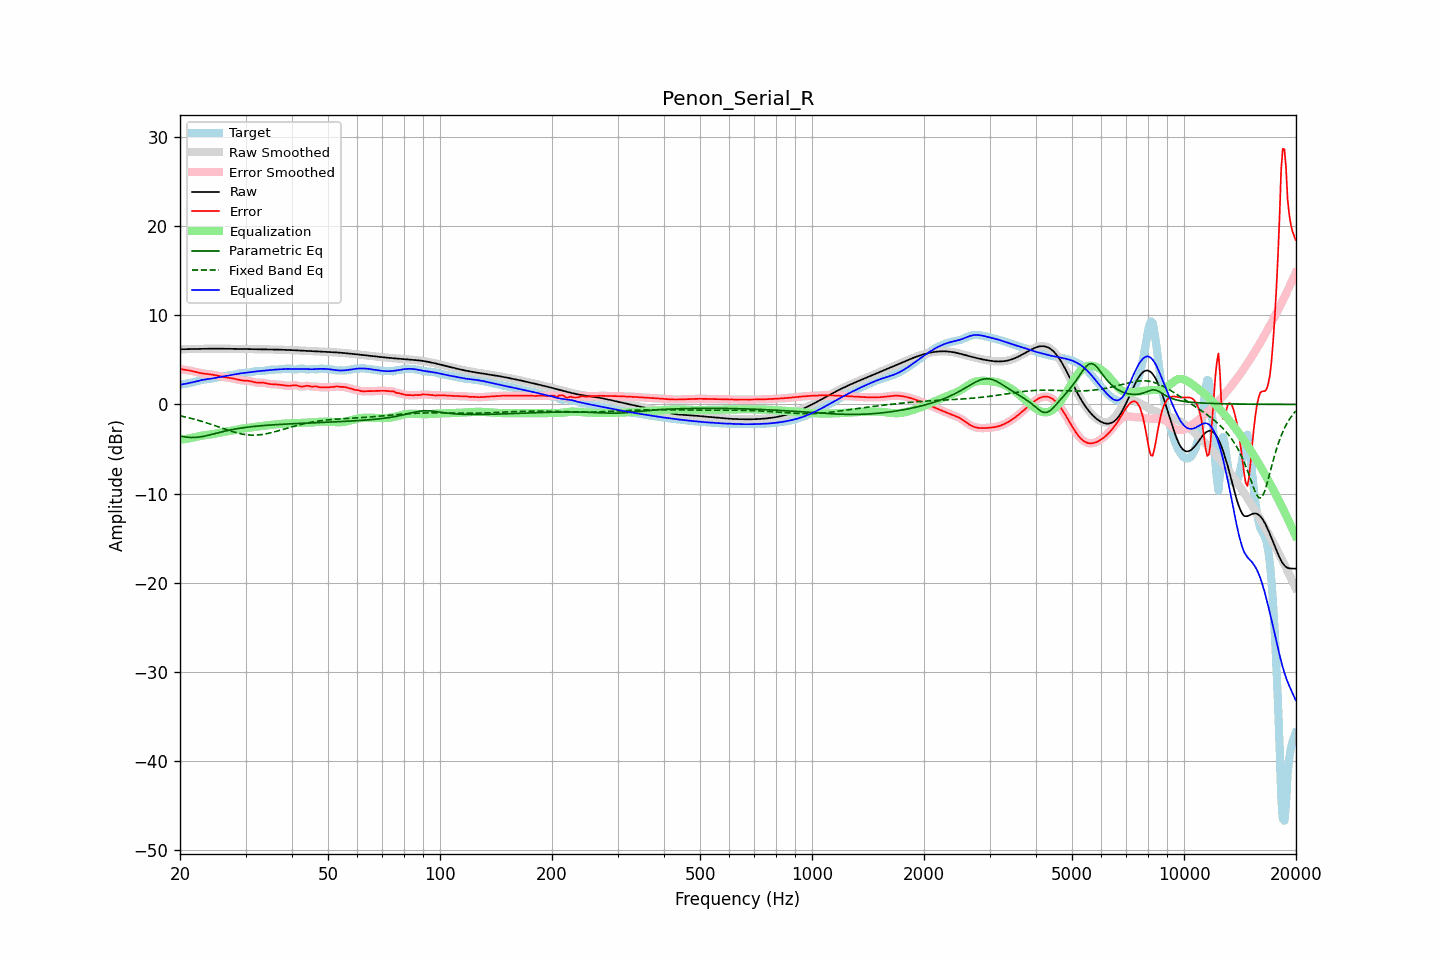 Penon_Serial_R
Target
Raw Smoothed
Error Smoothed
Raw
Error
Equalization
Parametric Eq
Fixed Band Eq
Equalized
30
20
10
0
−10
−20
−30
−40
−50
Amplitude (dBr)
20 50 100 200 500 1000 2000 5000 10000 20000
Frequency (Hz)